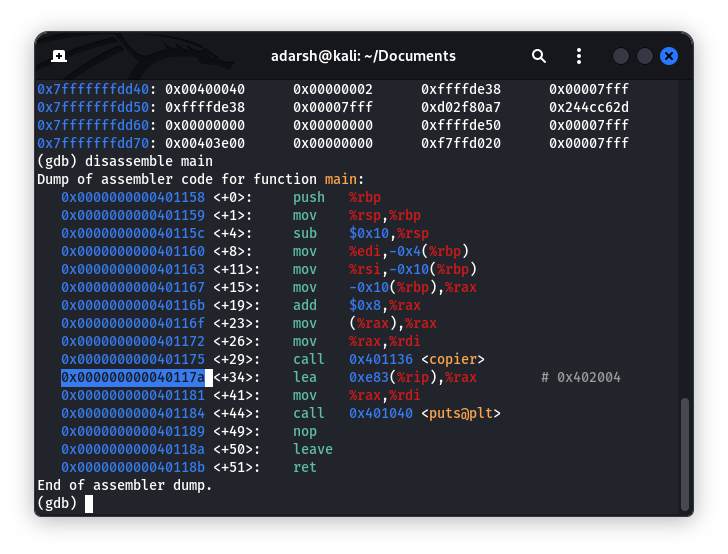 adarsh@kali: ~/Documents
0x7fffffffdd40: 0x00400040 0x00000002 0xffffde38 0x00007fff
0x7fffffffdd50: 0xffffde38 0x00007fff 0xd02f80a7 0x244cc62d
0x7fffffffdd60: 0x00000000 0x00000000 0xffffde50 0x00007fff
0x7fffffffdd70: 0x00403e00 0x00000000 0xf7ffd020 0x00007fff
(gdb) disassemble main
Dump of assembler code for function main:
0x0000000000401158 <+0>: push %rbp
0x0000000000401159 <+1>: mov %rsp,%rbp
0x000000000040115c <+4>: sub $0x10,%rsp
0x0000000000401160 <+8>: mov %edi,-0x4(%rbp)
0x0000000000401163 <+11>: mov %rsi,-0x10(%rbp)
0x0000000000401167 <+15>: mov -0x10(%rbp),%rax
0x000000000040116b <+19>: add $0x8,%rax
0x000000000040116f <+23>: mov (%rax),%rax
0x0000000000401172 <+26>: mov %rax,%rdi
0x0000000000401175 <+29>: call 0x401136 <copier>
0x000000000040117a <+34>: lea 0xe83(%rip),%rax # 0x402004
0x0000000000401181 <+41>: mov %rax,%rdi
0x0000000000401184 <+44>: call 0x401040 <puts@plt>
0x0000000000401189 <+49>: nop
0x000000000040118a <+50>: leave
0x000000000040118b <+51>: ret
End of assembler dump.
(gdb)